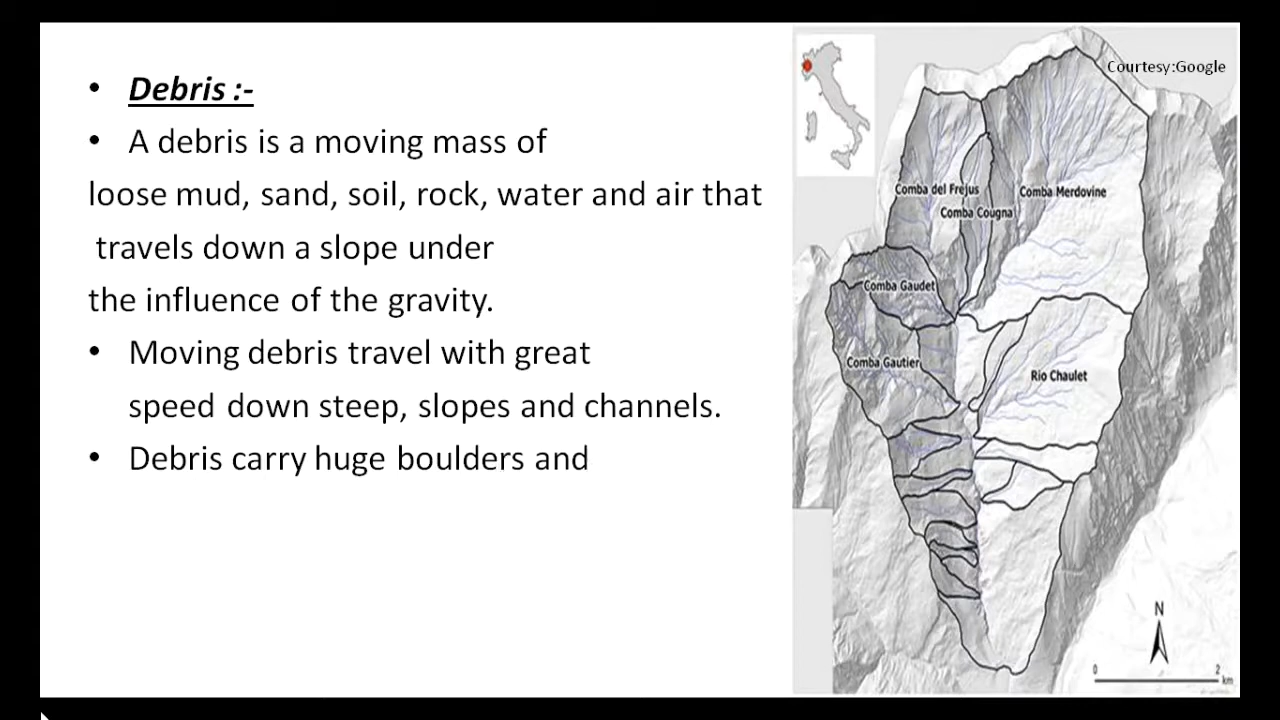 • Debris :-
• A debris is a moving mass of
loose mud, sand, soil, rock, water and air that
travels down a slope under
the influence of the gravity.
• Moving debris travel with great
speed down steep, slopes and channels.
• Debris carry huge boulders and
Courtesy:Google
Comba del Frejus
Comba Merdovine
Comba Cougna
Comba Gaudet
Comba Gautier
Rio Chaulet
N
0 2
km